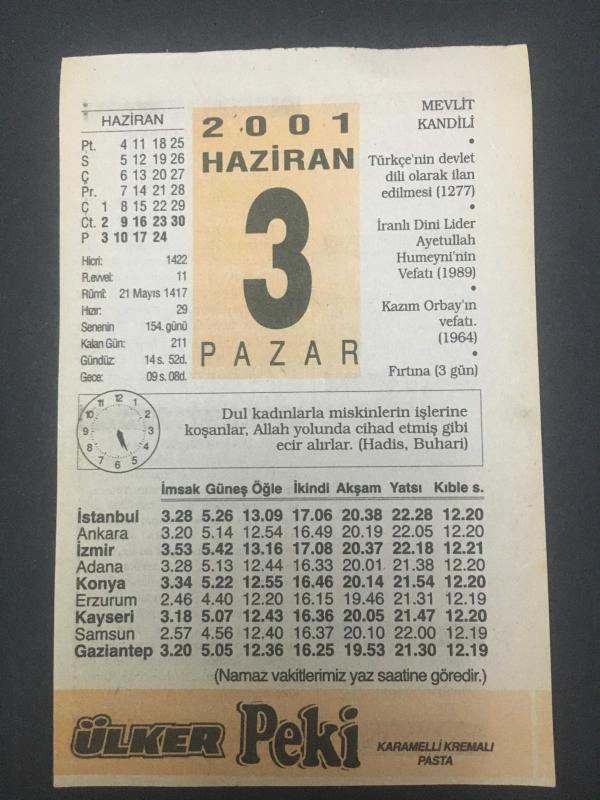 HAZİRAN
Pt. 4 11 18 25
S 5 12 19 26
Ç 6 13 20 27
Pr. 7 14 21 28
C 1 8 15 22 29
Ct. 2 9 16 23 30
P 3 10 17 24
Hicri: 1422
R.evvel: 11
Rûmî: 21 Mayıs 1417
Hızır: 29
Senenin 154. günü
Kalan Gün: 211
Gündüz: 14 s. 52d.
Gece: 09 s. 08d.
2001
HAZİRAN
3
PAZAR
MEVLİT
KANDİLİ
•
Türkçe'nin devlet
dili olarak ilan
edilmesi (1277)
•
İranlı Dini Lider
Ayetullah
Humeyni'nin
Vefatı (1989)
•
Kazım Orbay'ın
vefatı.
(1964)
•
Fırtına (3 gün)
12 1 2 3 4 5 6 7 8 9 10 11
Dul kadınlarla miskinlerin işlerine
koşanlar, Allah yolunda cihad etmiş gibi
ecir alırlar. (Hadis, Buhari)
İmsak Güneş Öğle İkindi Akşam Yatsı Kıble s.
İstanbul 3.28 5.26 13.09 17.06 20.38 22.28 12.20
Ankara 3.20 5.14 12.54 16.49 20.19 22.05 12.20
İzmir 3.53 5.42 13.16 17.08 20.37 22.18 12.21
Adana 3.28 5.13 12.44 16.33 20.01 21.38 12.20
Konya 3.34 5.22 12.55 16.46 20.14 21.54 12.20
Erzurum 2.46 4.40 12.20 16.15 19.46 21.31 12.19
Kayseri 3.18 5.07 12.43 16.36 20.05 21.47 12.20
Samsun 2.57 4.56 12.40 16.37 20.10 22.00 12.19
Gaziantep 3.20 5.05 12.36 16.25 19.53 21.30 12.19
(Namaz vakitlerimiz yaz saatine göredir.)
ÜLKER Peki
KARAMELLİ KREMALI
PASTA